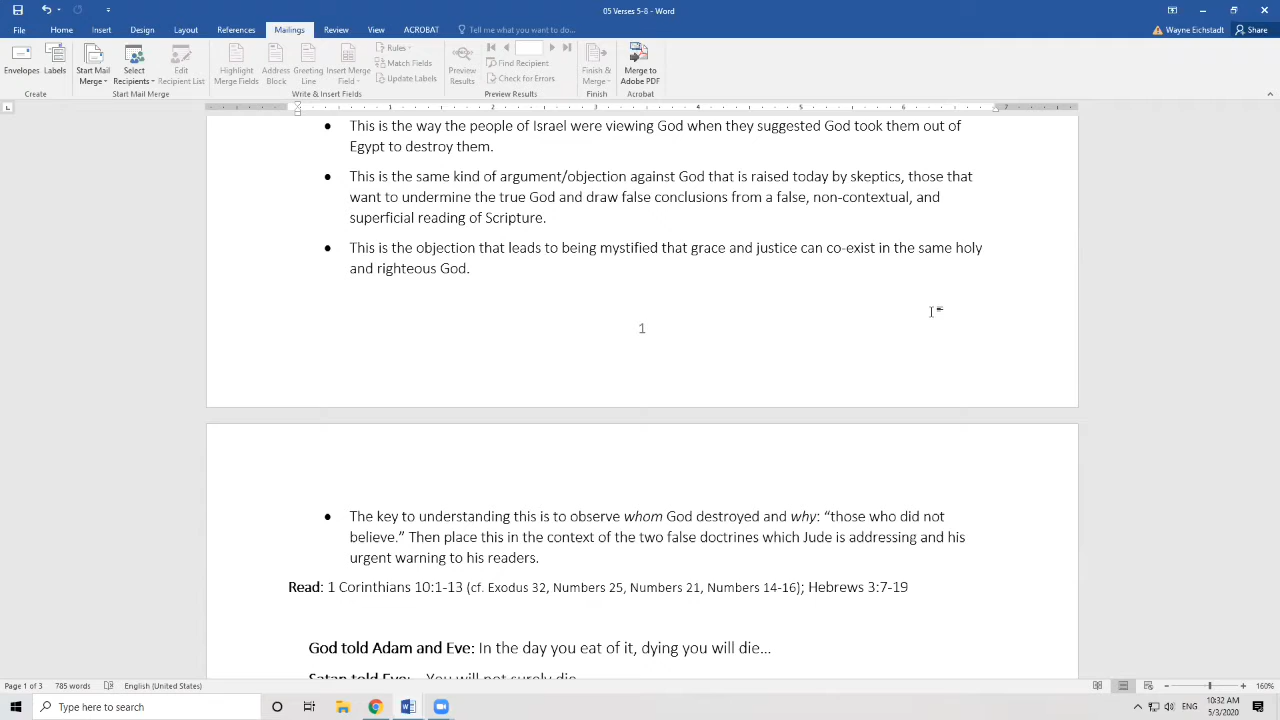 05 Verses 5-8 - Word
Wayne Eichstadt
Share
File Home Insert Design Layout References Mailings Review View ACROBAT Tell me what you want to do...
Envelopes Labels
Create
Start Mail Merge
Select Recipients
Edit Recipient List
Start Mail Merge
Highlight Merge Fields
Address Block
Greeting Line
Insert Merge Field
Rules
Match Fields
Update Labels
Write & Insert Fields
Preview Results
Find Recipient
Check for Errors
Preview Results
Finish & Merge
Finish
Merge to Adobe PDF
Acrobat
1 2 3 4 5 6 7
• This is the way the people of Israel were viewing God when they suggested God took them out of
Egypt to destroy them.
• This is the same kind of argument/objection against God that is raised today by skeptics, those that
want to undermine the true God and draw false conclusions from a false, non-contextual, and
superficial reading of Scripture.
• This is the objection that leads to being mystified that grace and justice can co-exist in the same holy
and righteous God.
1
• The key to understanding this is to observe whom God destroyed and why: “those who did not
believe.” Then place this in the context of the two false doctrines which Jude is addressing and his
urgent warning to his readers.
Read: 1 Corinthians 10:1-13 (cf. Exodus 32, Numbers 25, Numbers 21, Numbers 14-16); Hebrews 3:7-19
God told Adam and Eve: In the day you eat of it, dying you will die...
Satan told Eve: You will not surely die
Page 1 of 3 785 words English (United States) 160%
Type here to search
10:32 AM
5/3/2020